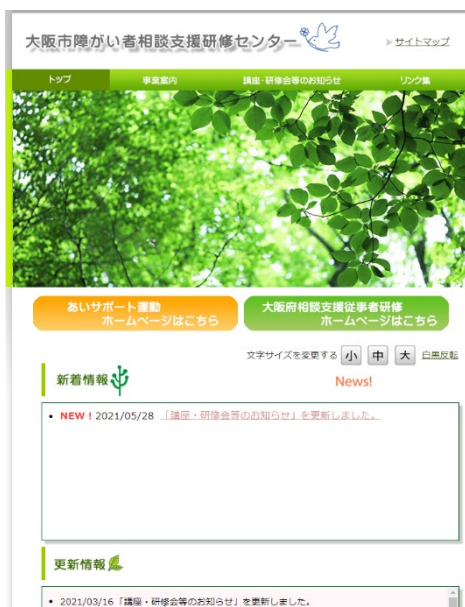 大阪市障がい者相談支援研修センター
サイトマップ
トップ 事業案内 講座・研修会等のお知らせ リンク集
あいサポート運動
ホームページはこちら
大阪府相談支援従事者研修
ホームページはこちら
文字サイズを変更する 小 中 大 白黒反転
新着情報
News!
NEW！2021/05/28 「講座・研修会等のお知らせ」を更新しました。
更新情報
2021/03/16「講座・研修会等のお知らせ」を更新しました。